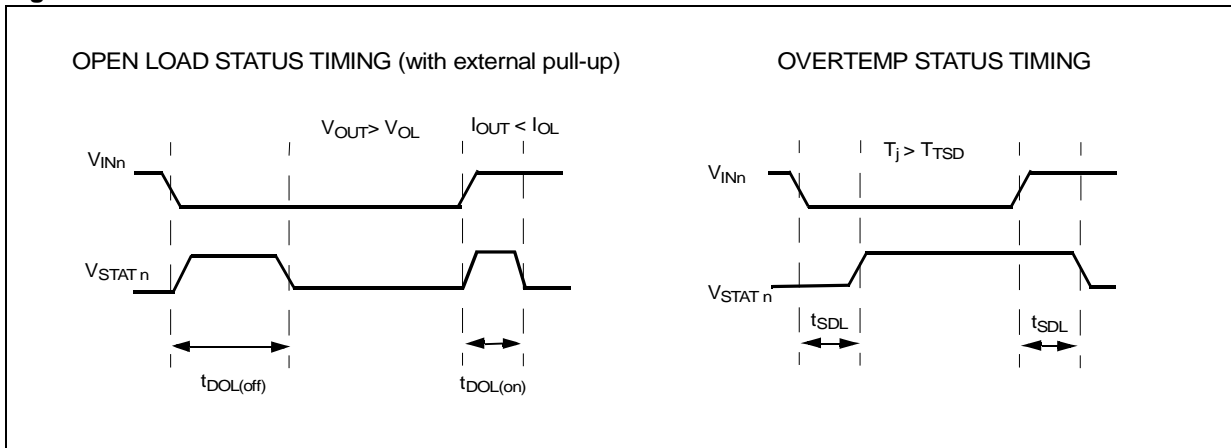 OPEN LOAD STATUS TIMING (with external pull-up)
VOUT> VOL
IOUT < IOL
VINn
VSTAT n
tDOL(off)
tDOL(on)
OVERTEMP STATUS TIMING
Tj > TTSD
VINn
VSTAT n
tSDL
tSDL